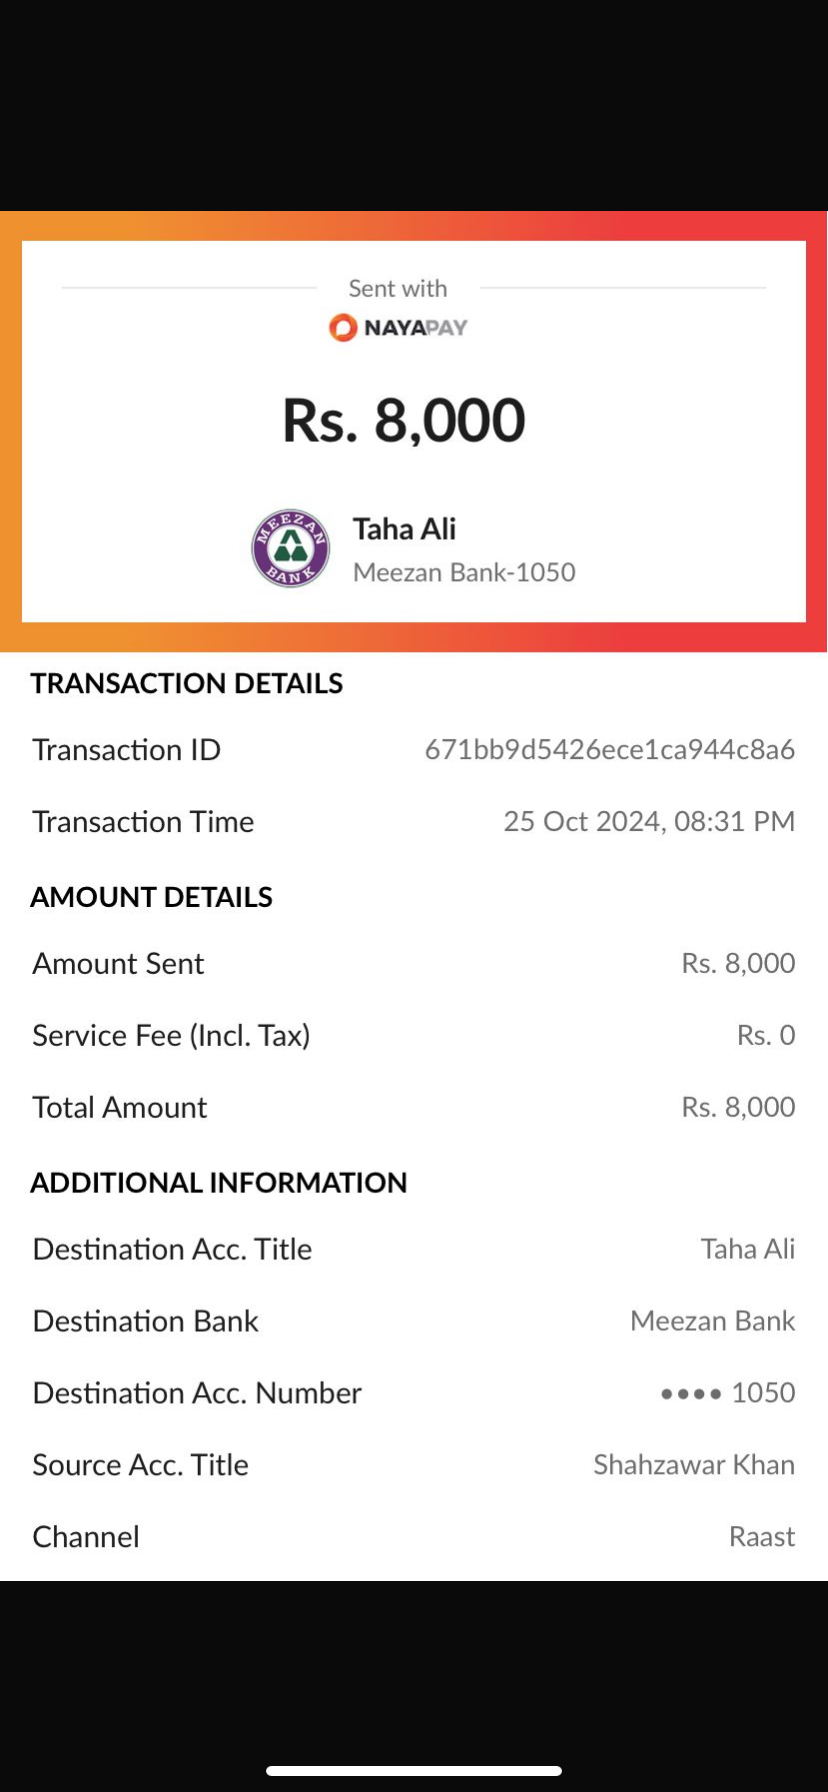 Sent with
NAYAPAY
Rs. 8,000
MEEZAN BANK
Taha Ali
Meezan Bank-1050
TRANSACTION DETAILS
Transaction ID 671bb9d5426ece1ca944c8a6
Transaction Time 25 Oct 2024, 08:31 PM
AMOUNT DETAILS
Amount Sent Rs. 8,000
Service Fee (Incl. Tax) Rs. 0
Total Amount Rs. 8,000
ADDITIONAL INFORMATION
Destination Acc. Title Taha Ali
Destination Bank Meezan Bank
Destination Acc. Number •••• 1050
Source Acc. Title Shahzawar Khan
Channel Raast